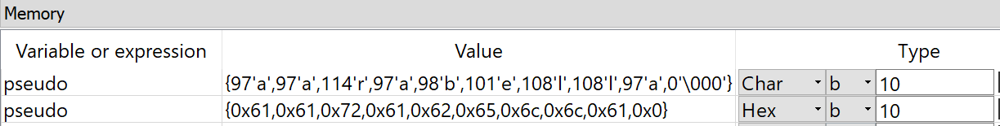 Memory
Variable or expression Value Type
pseudo {97'a',97'a',114'r',97'a',98'b',101'e',108'l',108'l',97'a',0'\000'} Char b 10
pseudo {0x61,0x61,0x72,0x61,0x62,0x65,0x6c,0x6c,0x61,0x0} Hex b 10